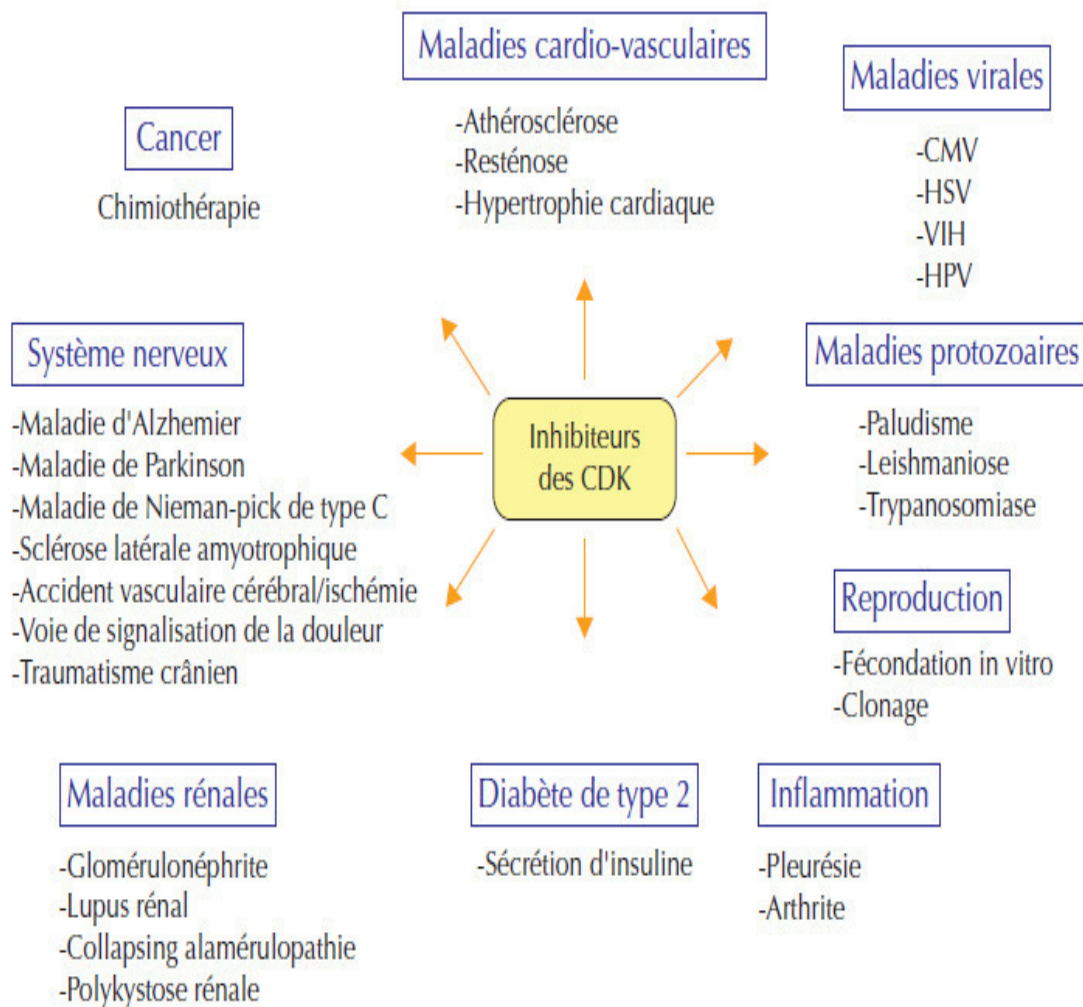 Maladies cardio-vasculaires
-Athérosclérose
-Resténose
-Hypertrophie cardiaque
Maladies virales
-CMV
-HSV
-VIH
-HPV
Cancer
Chimiothérapie
Système nerveux
-Maladie d'Alzhemier
-Maladie de Parkinson
-Maladie de Nieman-pick de type C
-Sclérose latérale amyotrophique
-Accident vasculaire cérébral/ischémie
-Voie de signalisation de la douleur
-Traumatisme crânien
Inhibiteurs
des CDK
Maladies protozoaires
-Paludisme
-Leishmaniose
-Trypanosomiase
Reproduction
-Fécondation in vitro
-Clonage
Maladies rénales
-Glomérulonéphrite
-Lupus rénal
-Collapsing alamérulopathie
-Polykystose rénale
Diabète de type 2
-Sécrétion d'insuline
Inflammation
-Pleurésie
-Arthrite